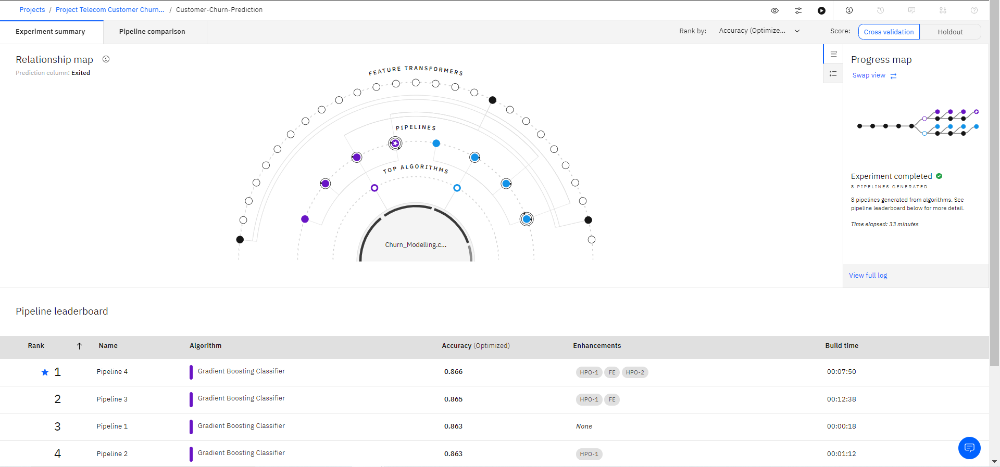 Projects / Project Telecom Customer Churn... / Customer-Churn-Prediction
Experiment summary
Pipeline comparison
Rank by: Accuracy (Optimize...
Score: Cross validation Holdout
Relationship map
Prediction column: Exited
FEATURE TRANSFORMERS
PIPELINES
TOP ALGORITHMS
Churn_Modelling.c...
Progress map
Swap view
Experiment completed
8 PIPELINES GENERATED
8 pipelines generated from algorithms. See
pipeline leaderboard below for more detail.
Time elapsed: 33 minutes
View full log
Pipeline leaderboard
Rank Name Algorithm Accuracy (Optimized) Enhancements Build time
1 Pipeline 4 Gradient Boosting Classifier 0.866 HPO-1 FE HPO-2 00:07:50
2 Pipeline 3 Gradient Boosting Classifier 0.865 HPO-1 FE 00:12:38
3 Pipeline 1 Gradient Boosting Classifier 0.863 None 00:00:18
4 Pipeline 2 Gradient Boosting Classifier 0.863 HPO-1 00:01:12